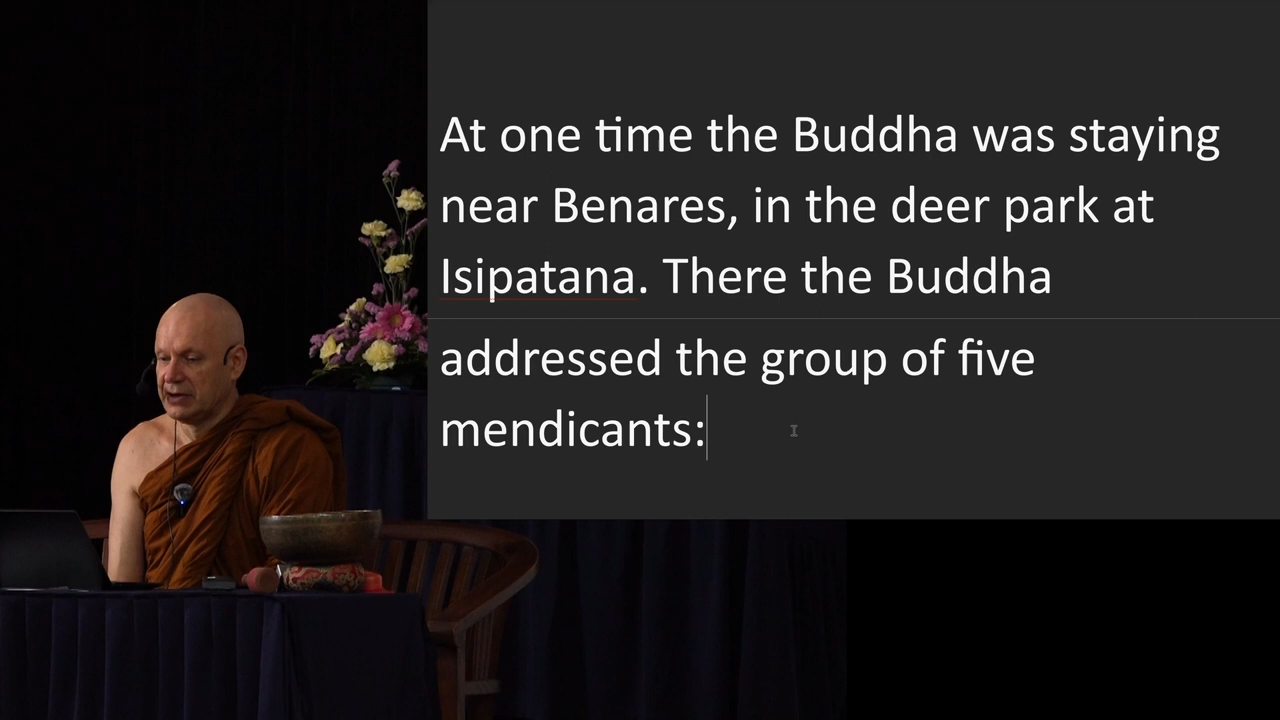 At one time the Buddha was staying
near Benares, in the deer park at
Isipatana. There the Buddha
addressed the group of five
mendicants: